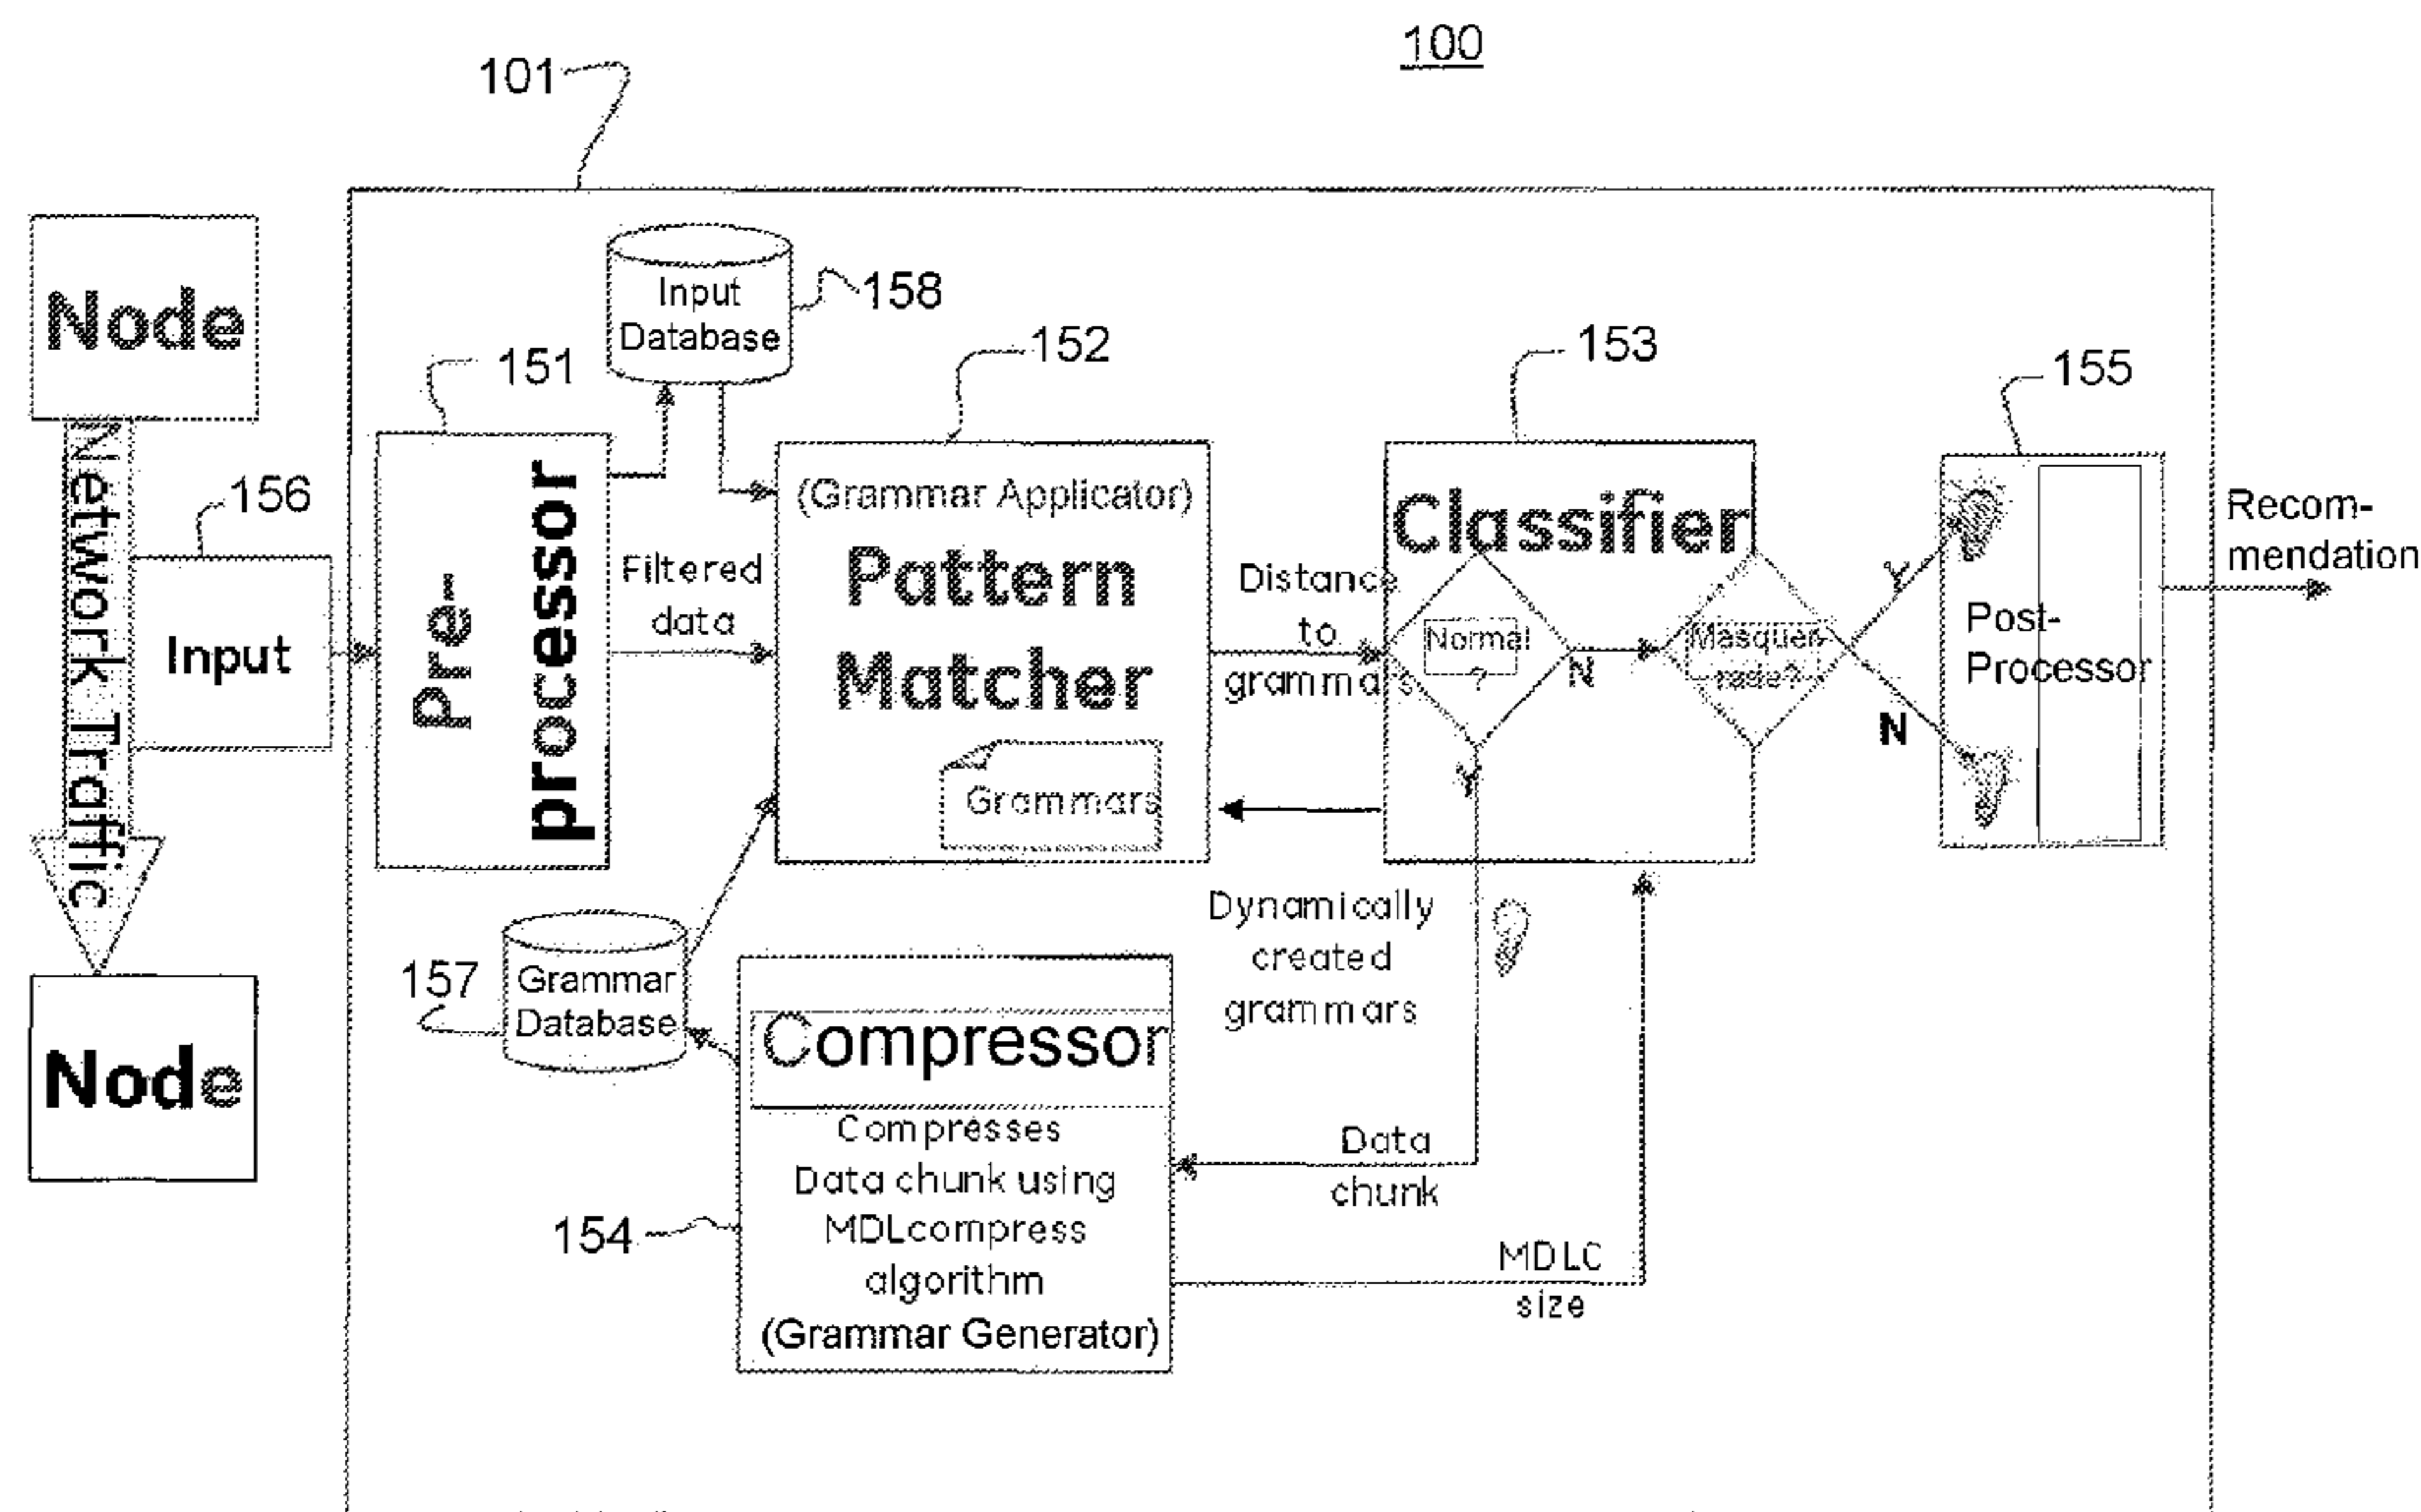 100
101
Node
Network Traffic
156
Input
Node
151
Pre-
processor
Input
Database
158
Filtered
data
152
(Grammar Applicator)
Pattern
Matcher
Grammars
Distance
to
grammars
153
Classifier
Normal
?
N
Y
Masque-
rade?
Y
N
155
Post-
Processor
Recom-
mendation
157
Grammar
Database
Dynamically
created
grammars
154
Compressor
Compresses
Data chunk using
MDLcompress
algorithm
(Grammar Generator)
Data
chunk
MDLC
size